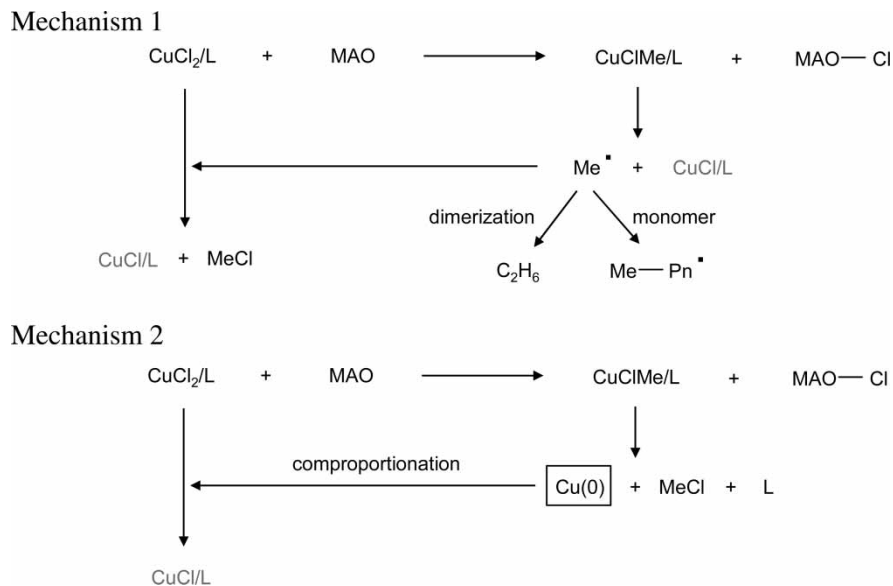 Mechanism 1
CuCl₂/L + MAO CuClMe/L + MAO—Cl
Me▪ + CuCl/L
dimerization monomer
CuCl/L + MeCl
C₂H₆ Me—Pn▪
Mechanism 2
CuCl₂/L + MAO CuClMe/L + MAO—Cl
comproportionation
Cu(0) + MeCl + L
CuCl/L